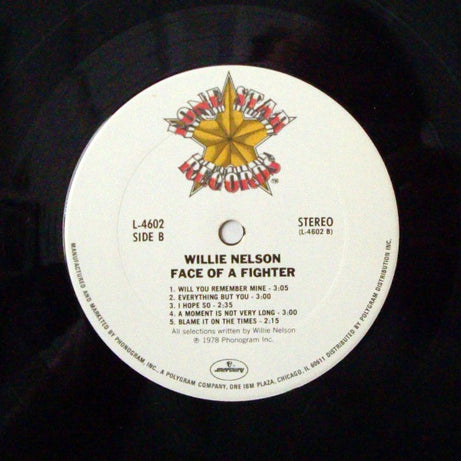 LONE STAR
RECORDS
L-4602
SIDE B
STEREO
(L-4602 B)
WILLIE NELSON
FACE OF A FIGHTER
1. WILL YOU REMEMBER MINE - 3:05
2. EVERYTHING BUT YOU - 3:00
3. I HOPE SO - 2:35
4. A MOMENT IS NOT VERY LONG - 3:00
5. BLAME IT ON THE TIMES - 2:15
All selections written by Willie Nelson
℗ 1978 Phonogram Inc.
mercury
MANUFACTURED AND MARKETED BY PHONOGRAM, INC., A POLYGRAM COMPANY, ONE IBM PLAZA, CHICAGO, IL 60611 DISTRIBUTED BY POLYGRAM DISTRIBUTION INC.